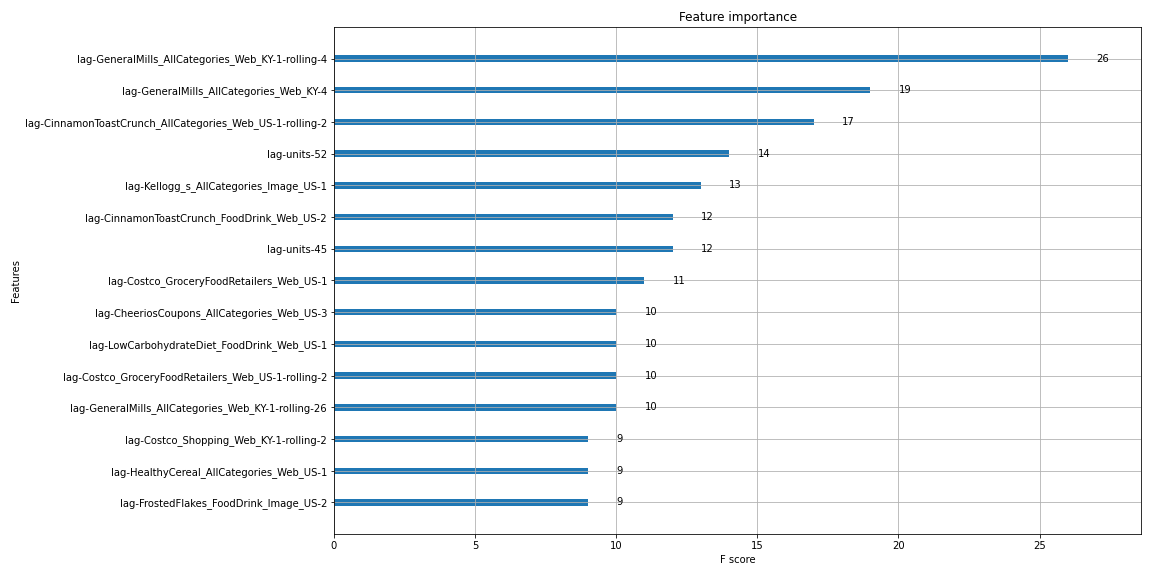 Feature importance
Features
lag-GeneralMills_AllCategories_Web_KY-1-rolling-4 26
lag-GeneralMills_AllCategories_Web_KY-4 19
lag-CinnamonToastCrunch_AllCategories_Web_US-1-rolling-2 17
lag-units-52 14
lag-Kellogg_s_AllCategories_Image_US-1 13
lag-CinnamonToastCrunch_FoodDrink_Web_US-2 12
lag-units-45 12
lag-Costco_GroceryFoodRetailers_Web_US-1 11
lag-CheeriosCoupons_AllCategories_Web_US-3 10
lag-LowCarbohydrateDiet_FoodDrink_Web_US-1 10
lag-Costco_GroceryFoodRetailers_Web_US-1-rolling-2 10
lag-GeneralMills_AllCategories_Web_KY-1-rolling-26 10
lag-Costco_Shopping_Web_KY-1-rolling-2 9
lag-HealthyCereal_AllCategories_Web_US-1 9
lag-FrostedFlakes_FoodDrink_Image_US-2 9
0 5 10 15 20 25
F score